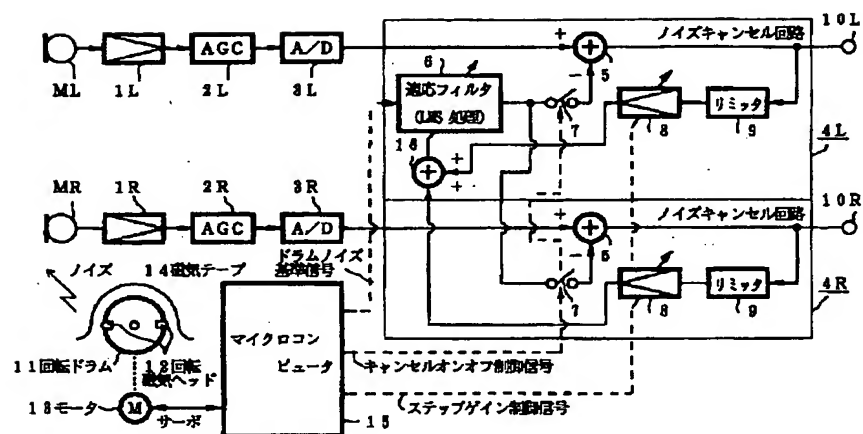 ノイズキャンセル回路
10L
AGC
A/D
6
適応フィルタ
(LMS 処理)
+
−
5
7
8
リミッタ
9
4L
ML
1L
2L
3L
16
+
+
MR
1R
2R
3R
10R
ノイズキャンセル回路
AGC
A/D
+
−
5
7
8
リミッタ
9
4R
ドラムノイズ
基準信号
ノイズ
14磁気テープ
マイクロコン
ピュータ
11回転ドラム
12回転
磁気ヘッド
キャンセルオンオフ制御信号
13モータ
M
サーボ
ステップゲイン制御信号
15